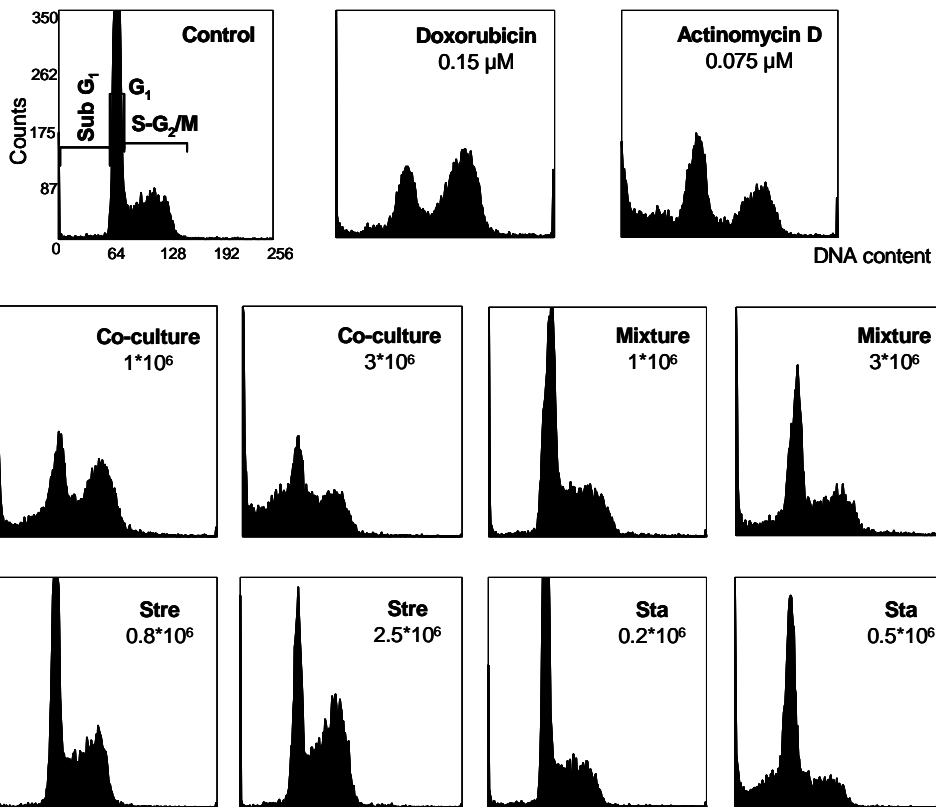 350
262
175
87
0
Counts
Sub G₁
G₁
S-G₂/M
Control
64
128
192
256
Doxorubicin
0.15 µM
Actinomycin D
0.075 µM
DNA content
Co-culture
1*10⁶
Co-culture
3*10⁶
Mixture
1*10⁶
Mixture
3*10⁶
Stre
0.8*10⁶
Stre
2.5*10⁶
Sta
0.2*10⁶
Sta
0.5*10⁶